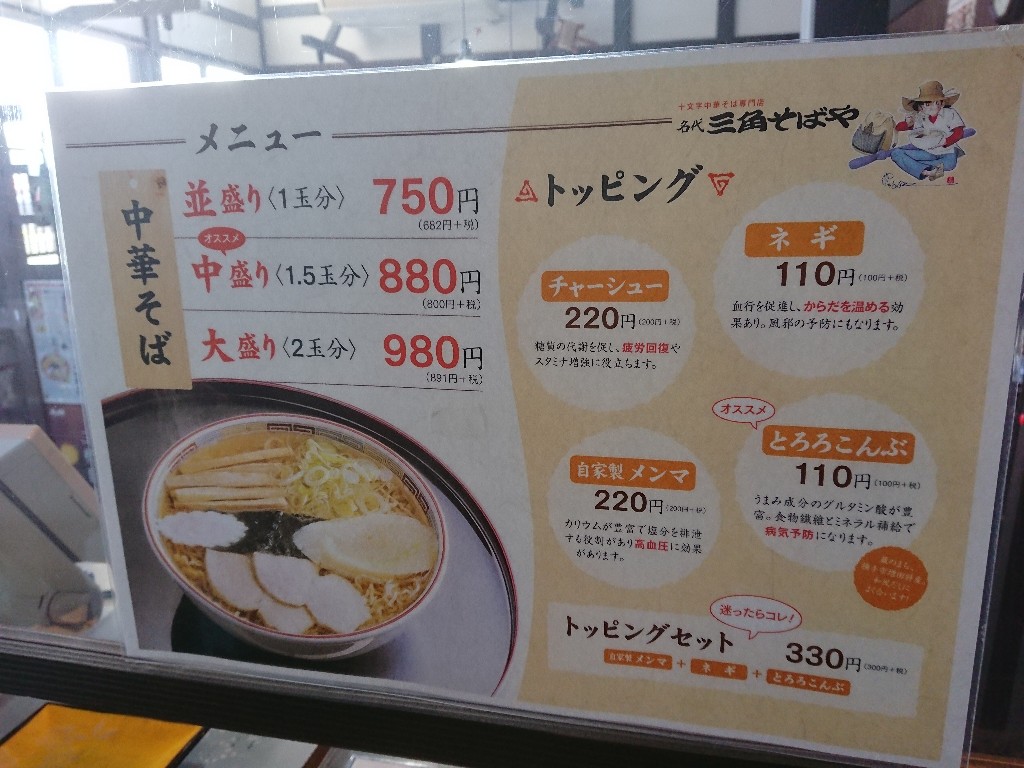 メニュー
十文字中華そば専門店
名代 三角そばや
中華そば
並盛り〈1玉分〉 750円
(682円+税)
オススメ
中盛り〈1.5玉分〉 880円
(800円+税)
大盛り〈2玉分〉 980円
(891円+税)
トッピング
チャーシュー
220円(200円+税)
糖質の代謝を促し、疲労回復や
スタミナ増強に役立ちます。
ネギ
110円(100円+税)
血行を促進し、からだを温める効
果あり。風邪の予防にもなります。
自家製メンマ
220円(200円+税)
カリウムが豊富で塩分を排泄
する役割があり高血圧に効果
があります。
オススメ
とろろこんぶ
110円(100円+税)
うまみ成分のグルタミン酸が豊
富。食物繊維とミネラル補給で
病気予防になります。
迷ったらコレ!
トッピングセット 330円(300円+税)
自家製メンマ+ネギ+とろろこんぶ